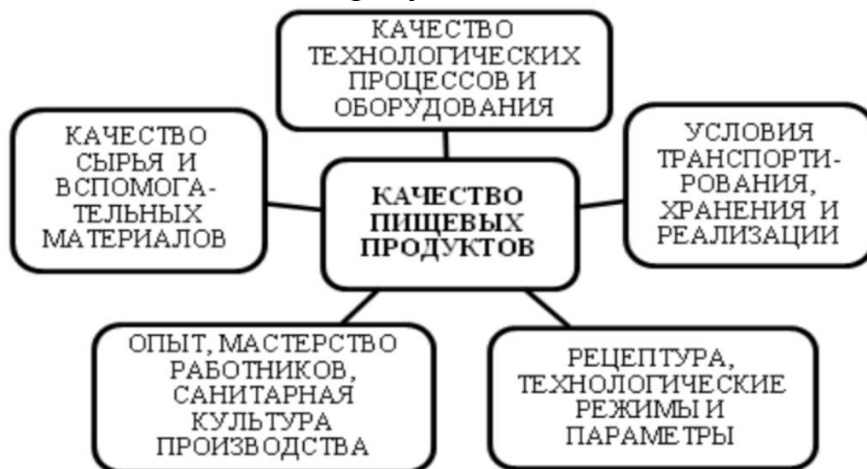 КАЧЕСТВО
ТЕХНОЛОГИЧЕСКИХ
ПРОЦЕССОВ И
ОБОРУДОВАНИЯ
КАЧЕСТВО
СЫРЬЯ И
ВСПОМОГА-
ТЕЛЬНЫХ
МАТЕРИАЛОВ
КАЧЕСТВО
ПИЩЕВЫХ
ПРОДУКТОВ
УСЛОВИЯ
ТРАНСПОРТИ-
РОВАНИЯ,
ХРАНЕНИЯ И
РЕАЛИЗАЦИИ
ОПЫТ, МАСТЕРСТВО
РАБОТНИКОВ,
САНИТАРНАЯ
КУЛЬТУРА
ПРОИЗВОДСТВА
РЕЦЕПТУРА,
ТЕХНОЛОГИЧЕСКИЕ
РЕЖИМЫ И
ПАРАМЕТРЫ